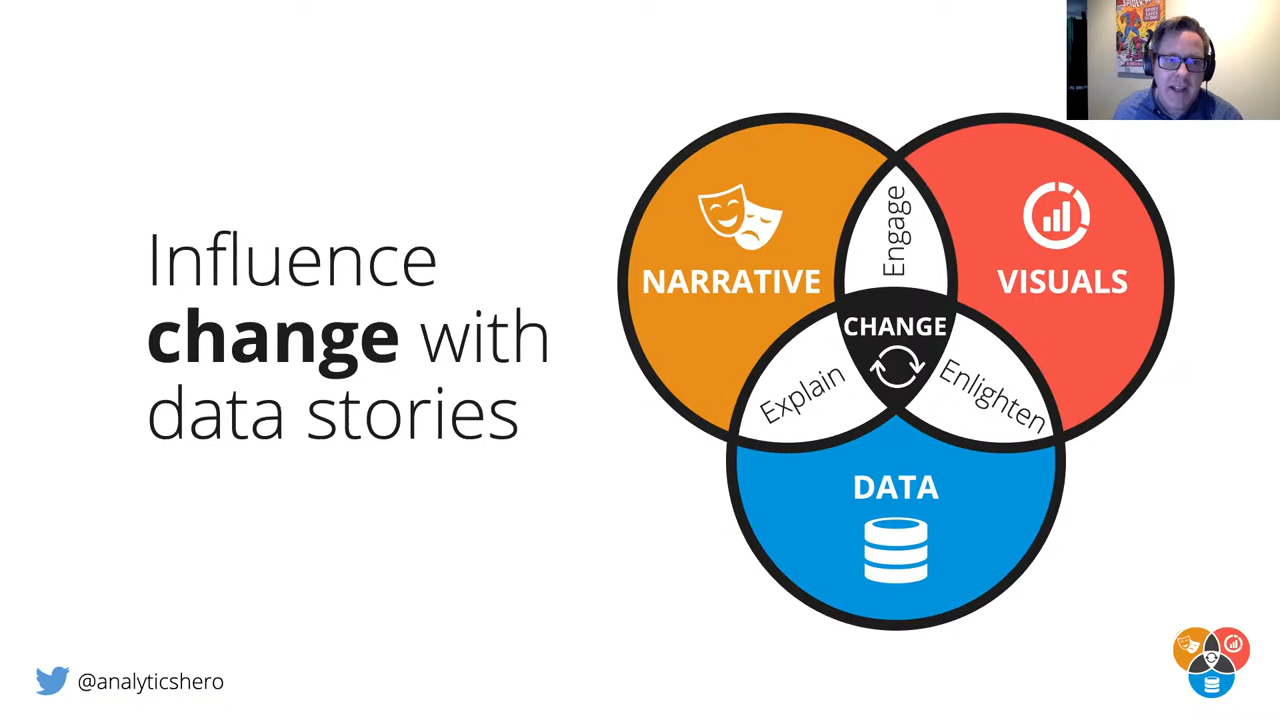 Influence
change with
data stories
NARRATIVE
VISUALS
Engage
CHANGE
Explain
Enlighten
DATA
@analyticshero